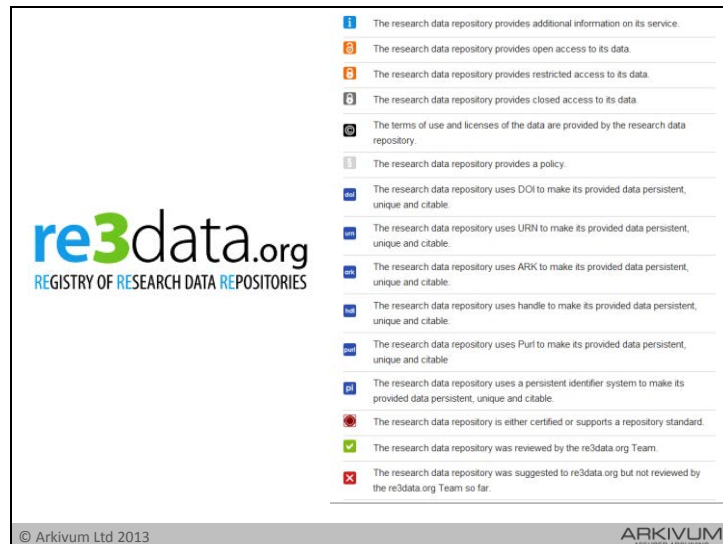 re3data.org
REGISTRY OF RESEARCH DATA REPOSITORIES
i
The research data repository provides additional information on its service.
The research data repository provides open access to its data.
The research data repository provides restricted access to its data.
The research data repository provides closed access to its data.
©
The terms of use and licenses of the data are provided by the research data
repository.
§
The research data repository provides a policy.
doi
The research data repository uses DOI to make its provided data persistent,
unique and citable.
urn
The research data repository uses URN to make its provided data persistent,
unique and citable.
ark
The research data repository uses ARK to make its provided data persistent,
unique and citable.
hdl
The research data repository uses handle to make its provided data persistent,
unique and citable.
purl
The research data repository uses Purl to make its provided data persistent,
unique and citable
pi
The research data repository uses a persistent identifier system to make its
provided data persistent, unique and citable.
The research data repository is either certified or supports a repository standard.
The research data repository was reviewed by the re3data.org Team.
The research data repository was suggested to re3data.org but not reviewed by
the re3data.org Team so far.
© Arkivum Ltd 2013
ARKIVUM